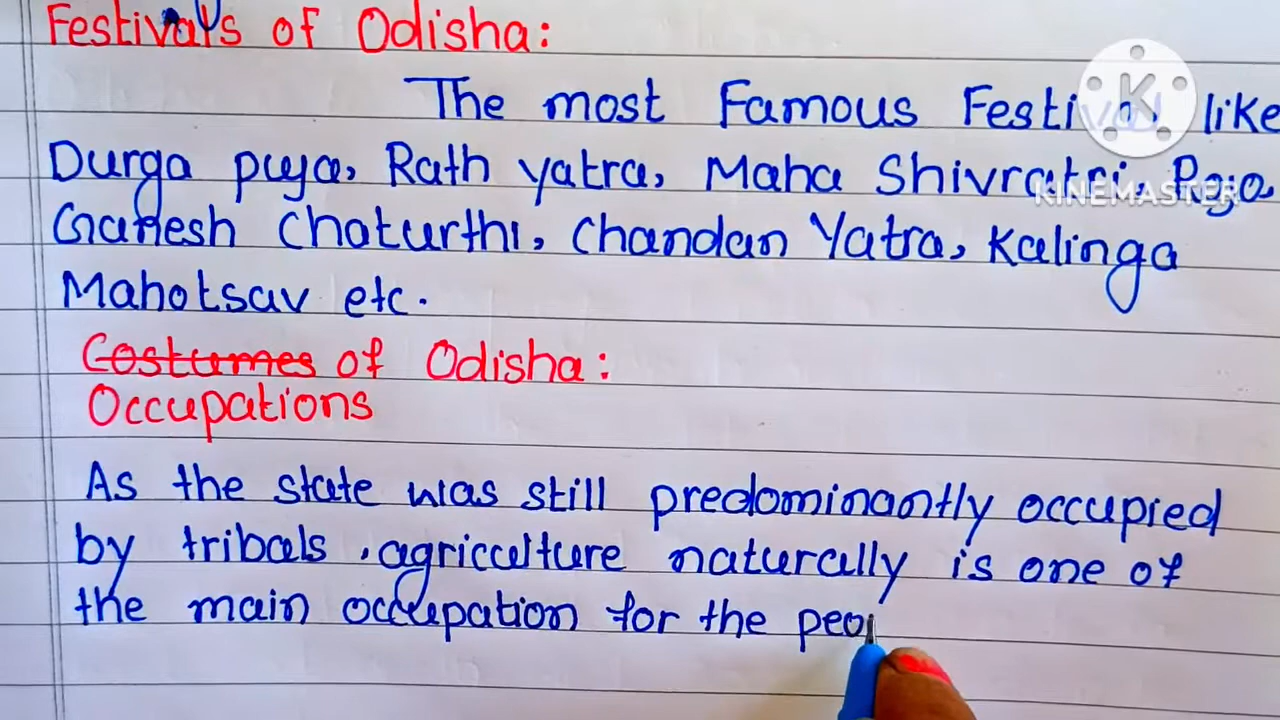 Festivals of Odisha:
The most Famous Festival like
Durga puja, Rath yatra, Maha Shivratri, Raja,
Ganesh Chaturthi, Chandan Yatra, Kalinga
Mahotsav etc.
Costumes of Odisha:
Occupations
As the state was still predominantly occupied
by tribals, agriculture naturally is one of
the main occupation for the peo
K
KINEMASTER